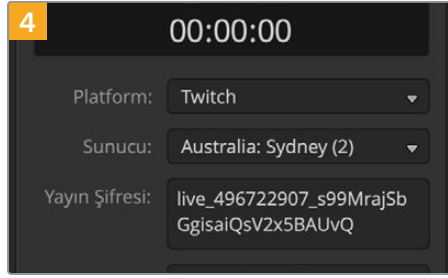 4
00:00:00
Platform: Twitch
Sunucu: Australia: Sydney (2)
Yayın Şifresi: live_496722907_s99MrajSb
GgisaiQsV2x5BAUvQ